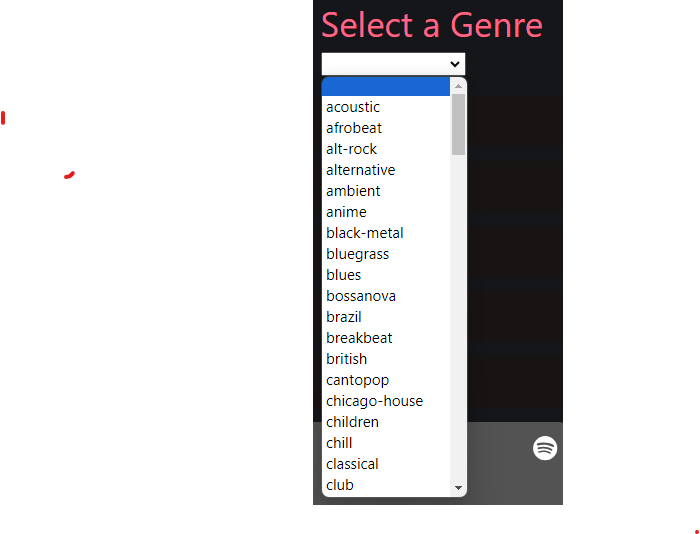 Select a Genre
acoustic
afrobeat
alt-rock
alternative
ambient
anime
black-metal
bluegrass
blues
bossanova
brazil
breakbeat
british
cantopop
chicago-house
children
chill
classical
club